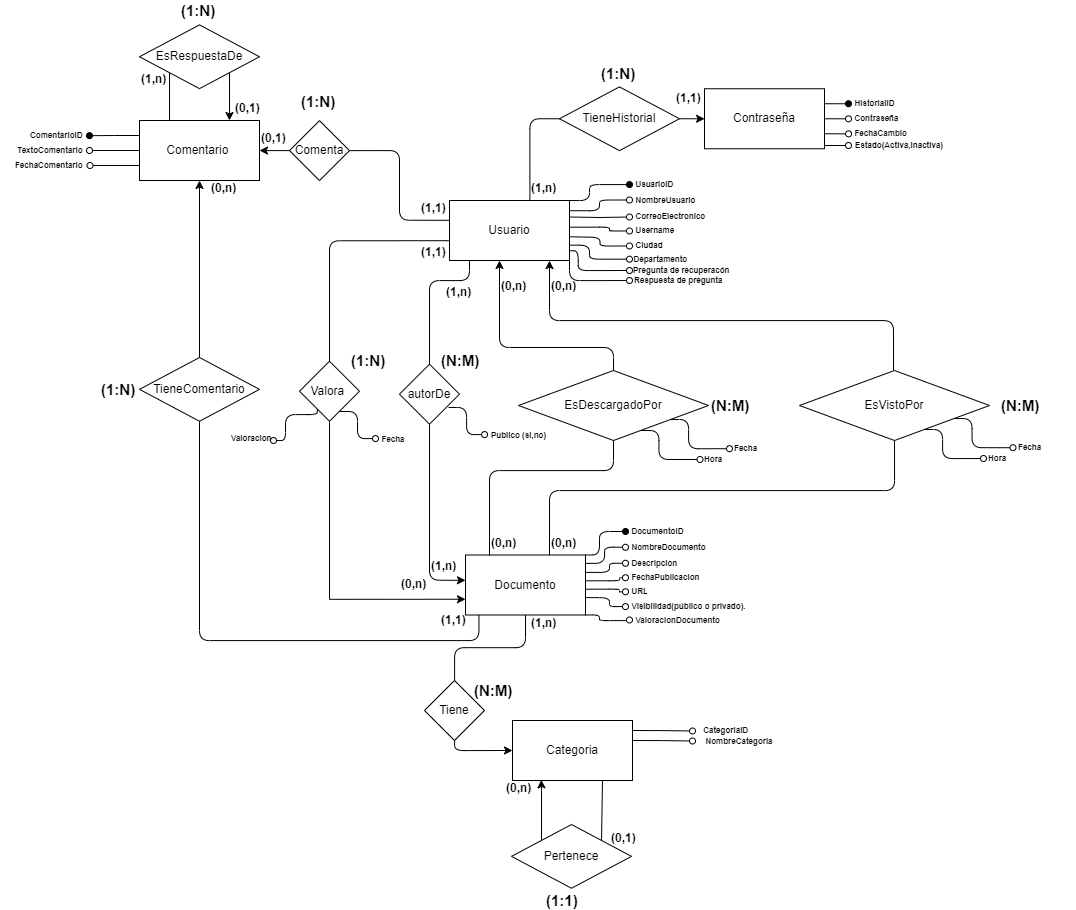 (1:N)
EsRespuestaDe
(1,n)
(0,1)
ComentarioID
TextoComentario
FechaComentario
Comentario
(0,n)
(1:N)
(0,1)
Comenta
(1:N)
TieneHistorial
(1,1)
(1,n)
Contraseña
HistorialID
Contraseña
FechaCambio
Estado(Activa,Inactiva)
(1,1)
Usuario
(1,1)
UsuarioID
NombreUsuario
CorreoElectronico
Username
Ciudad
Departamento
Pregunta de recuperacón
Respuesta de pregunta
(1,n)
(0,n)
(0,n)
(1:N)
TieneComentario
(1:N)
Valora
Valoracion
Fecha
(N:M)
autorDe
Publico (si,no)
EsDescargadoPor
(N:M)
Fecha
Hora
EsVistoPor
(N:M)
Fecha
Hora
(0,n)
(0,n)
(1,n)
(0,n)
Documento
(1,1)
(1,n)
DocumentoID
NombreDocumento
Descripcion
FechaPublicacion
URL
Visibilidad(público o privado).
ValoracionDocumento
(N:M)
Tiene
Categoria
CategoriaID
NombreCategoria
(0,n)
(0,1)
Pertenece
(1:1)